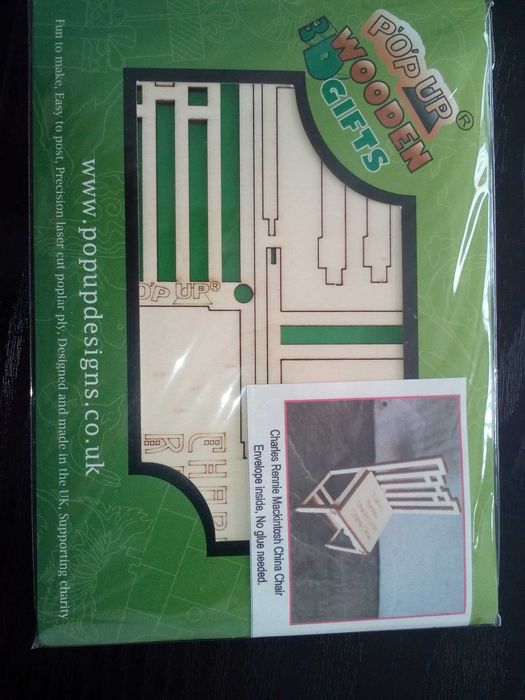 P'O'P UP®
WOODEN
3D GIFTS
P'O'P UP®
CHAR
R
Charles Rennie Mackintosh China Chair
Envelope inside, No glue needed.
www.popupdesigns.co.uk
Fun to make, Easy to post, Precision laser cut poplar ply, Designed and made in the UK, Supporting charity